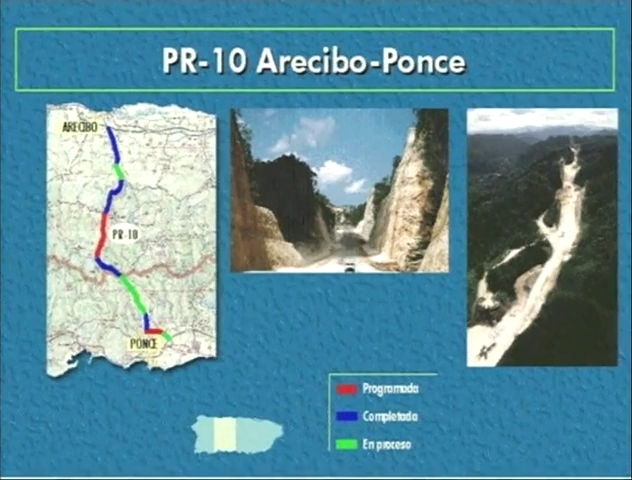 PR-10 Arecibo-Ponce
ARECIBO
PR-10
PONCE
Programada
Completada
En proceso